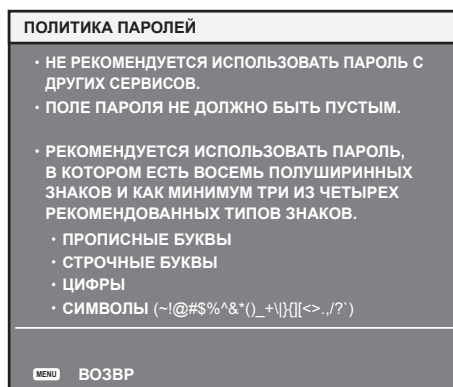 ПОЛИТИКА ПАРОЛЕЙ
· НЕ РЕКОМЕНДУЕТСЯ ИСПОЛЬЗОВАТЬ ПАРОЛЬ С
ДРУГИХ СЕРВИСОВ.
· ПОЛЕ ПАРОЛЯ НЕ ДОЛЖНО БЫТЬ ПУСТЫМ.
· РЕКОМЕНДУЕТСЯ ИСПОЛЬЗОВАТЬ ПАРОЛЬ,
В КОТОРОМ ЕСТЬ ВОСЕМЬ ПОЛУШИРИННЫХ
ЗНАКОВ И КАК МИНИМУМ ТРИ ИЗ ЧЕТЫРЕХ
РЕКОМЕНДОВАННЫХ ТИПОВ ЗНАКОВ.
· ПРОПИСНЫЕ БУКВЫ
· СТРОЧНЫЕ БУКВЫ
· ЦИФРЫ
· СИМВОЛЫ (~!@#$%^&*()_+\|}{][<>.,/?`)
MENU ВОЗВР